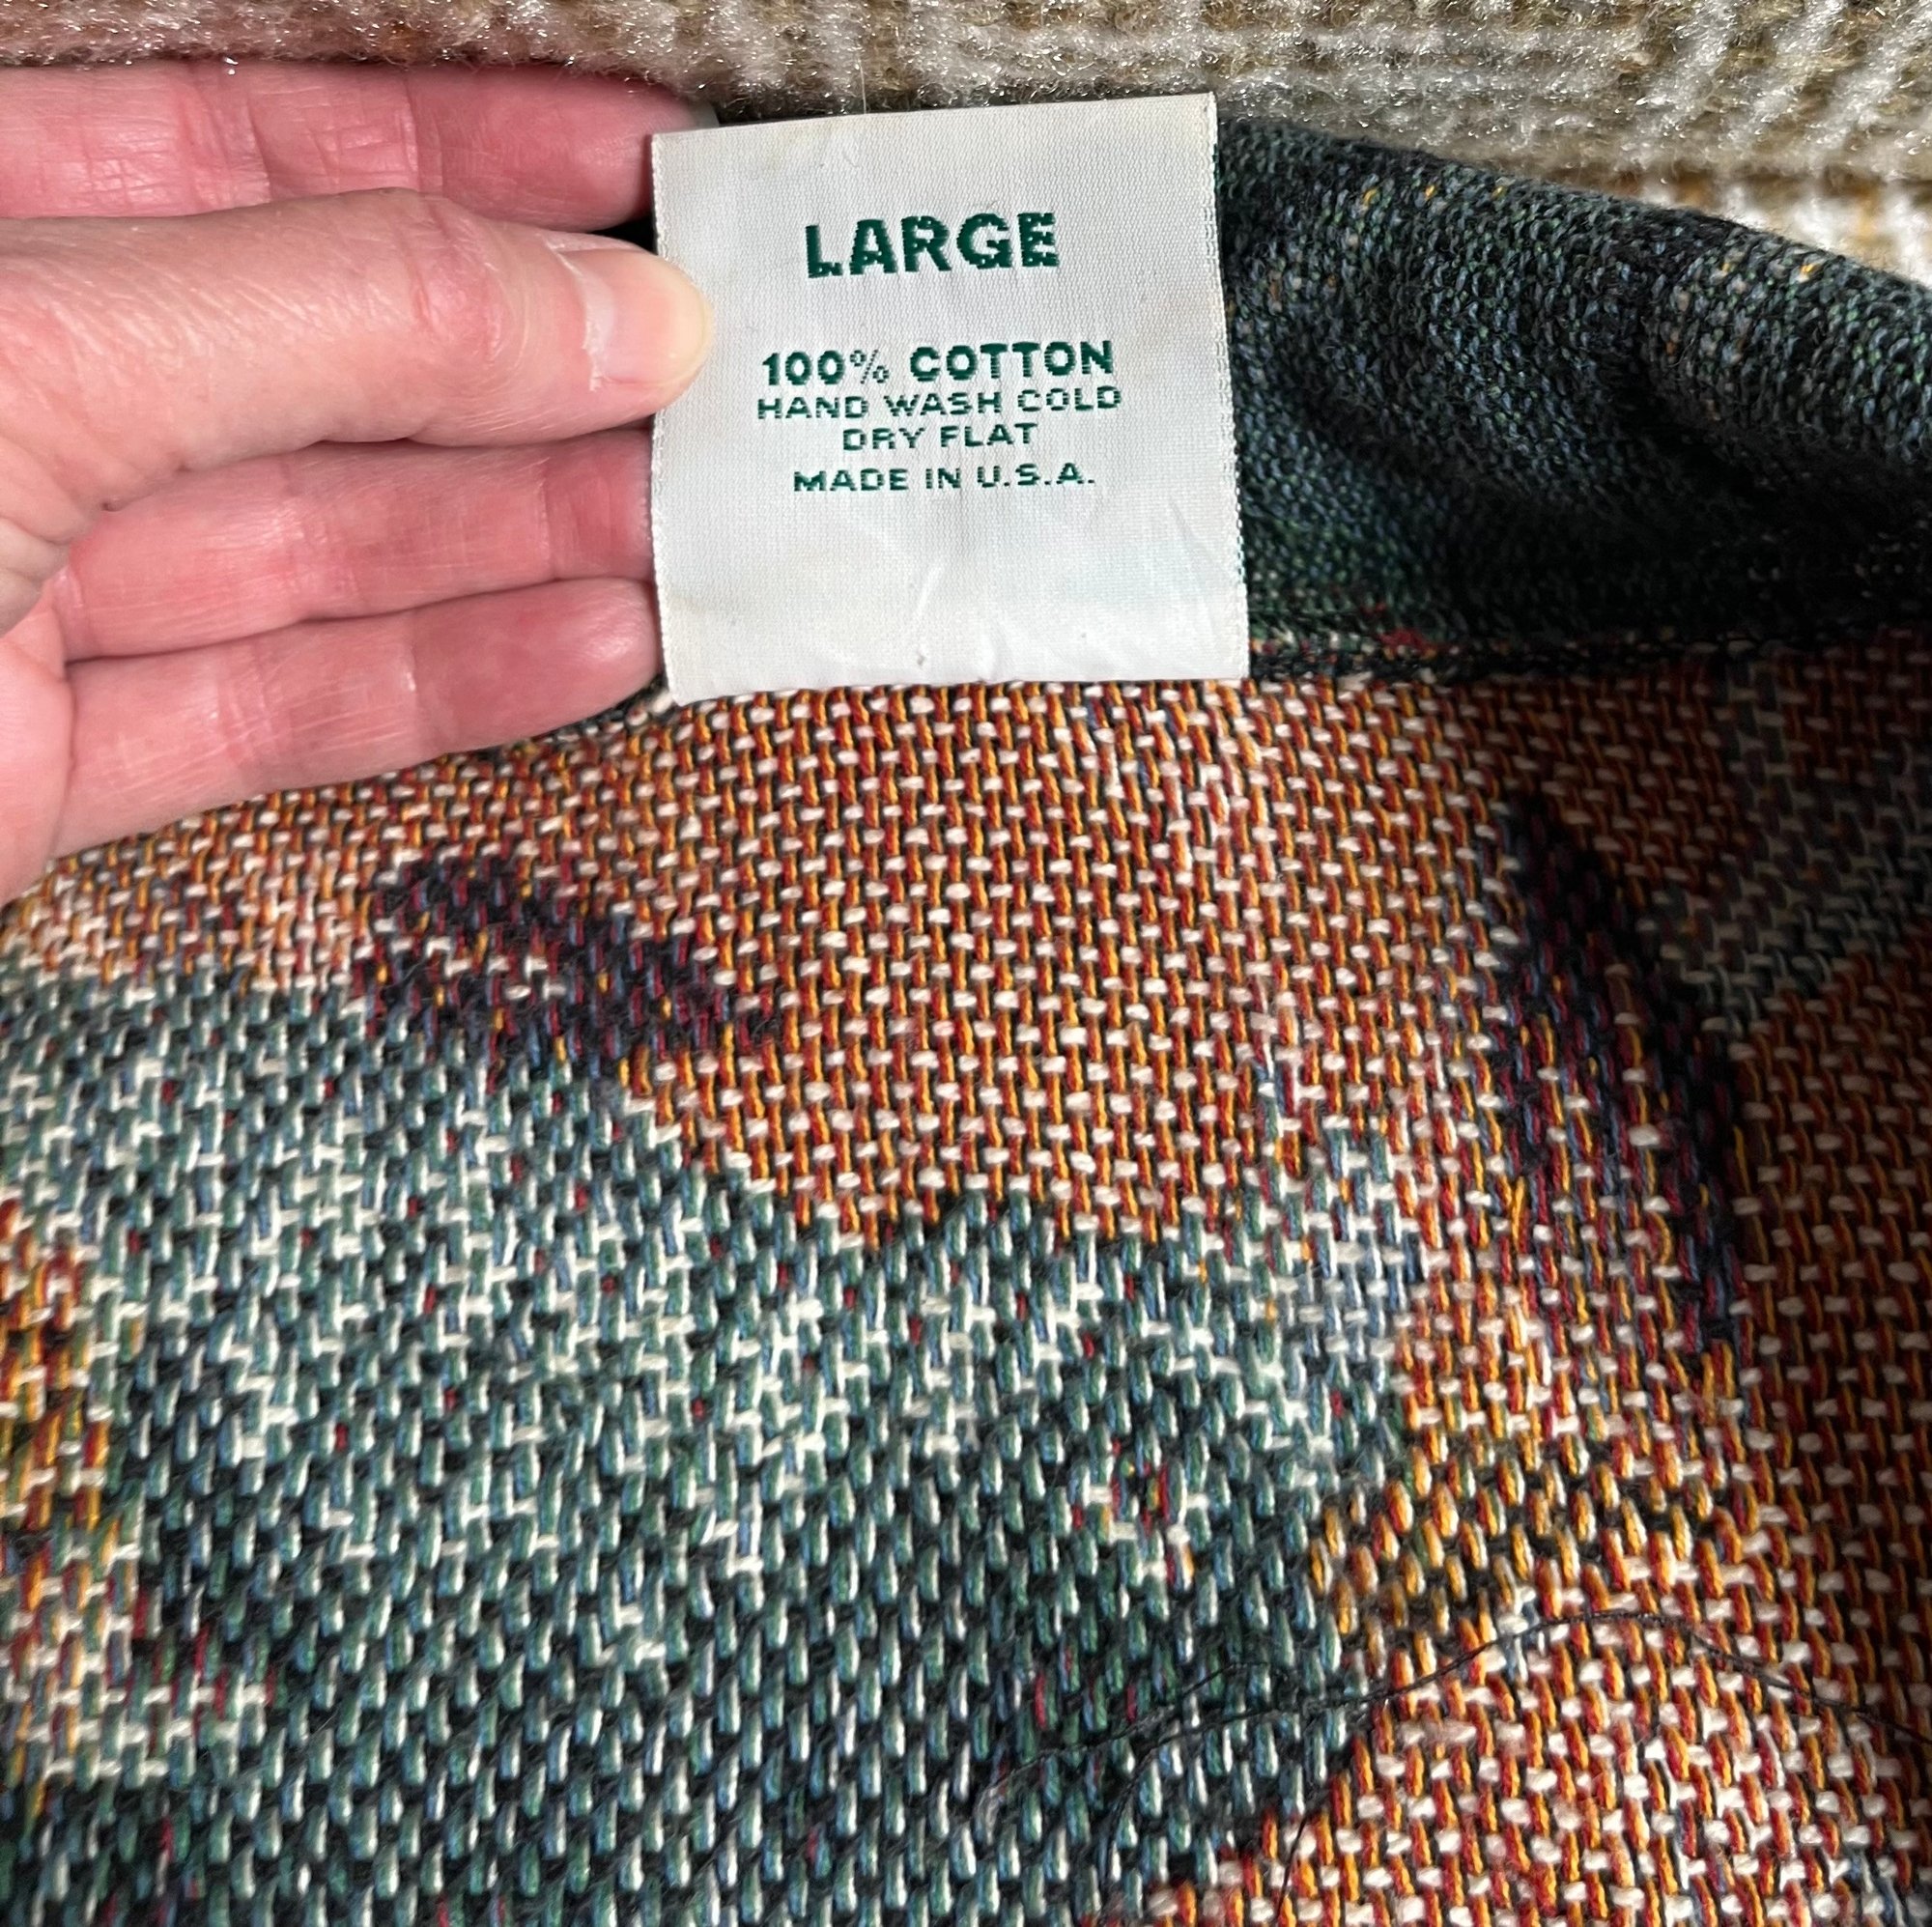 LARGE
100% COTTON
HAND WASH COLD
DRY FLAT
MADE IN U.S.A.